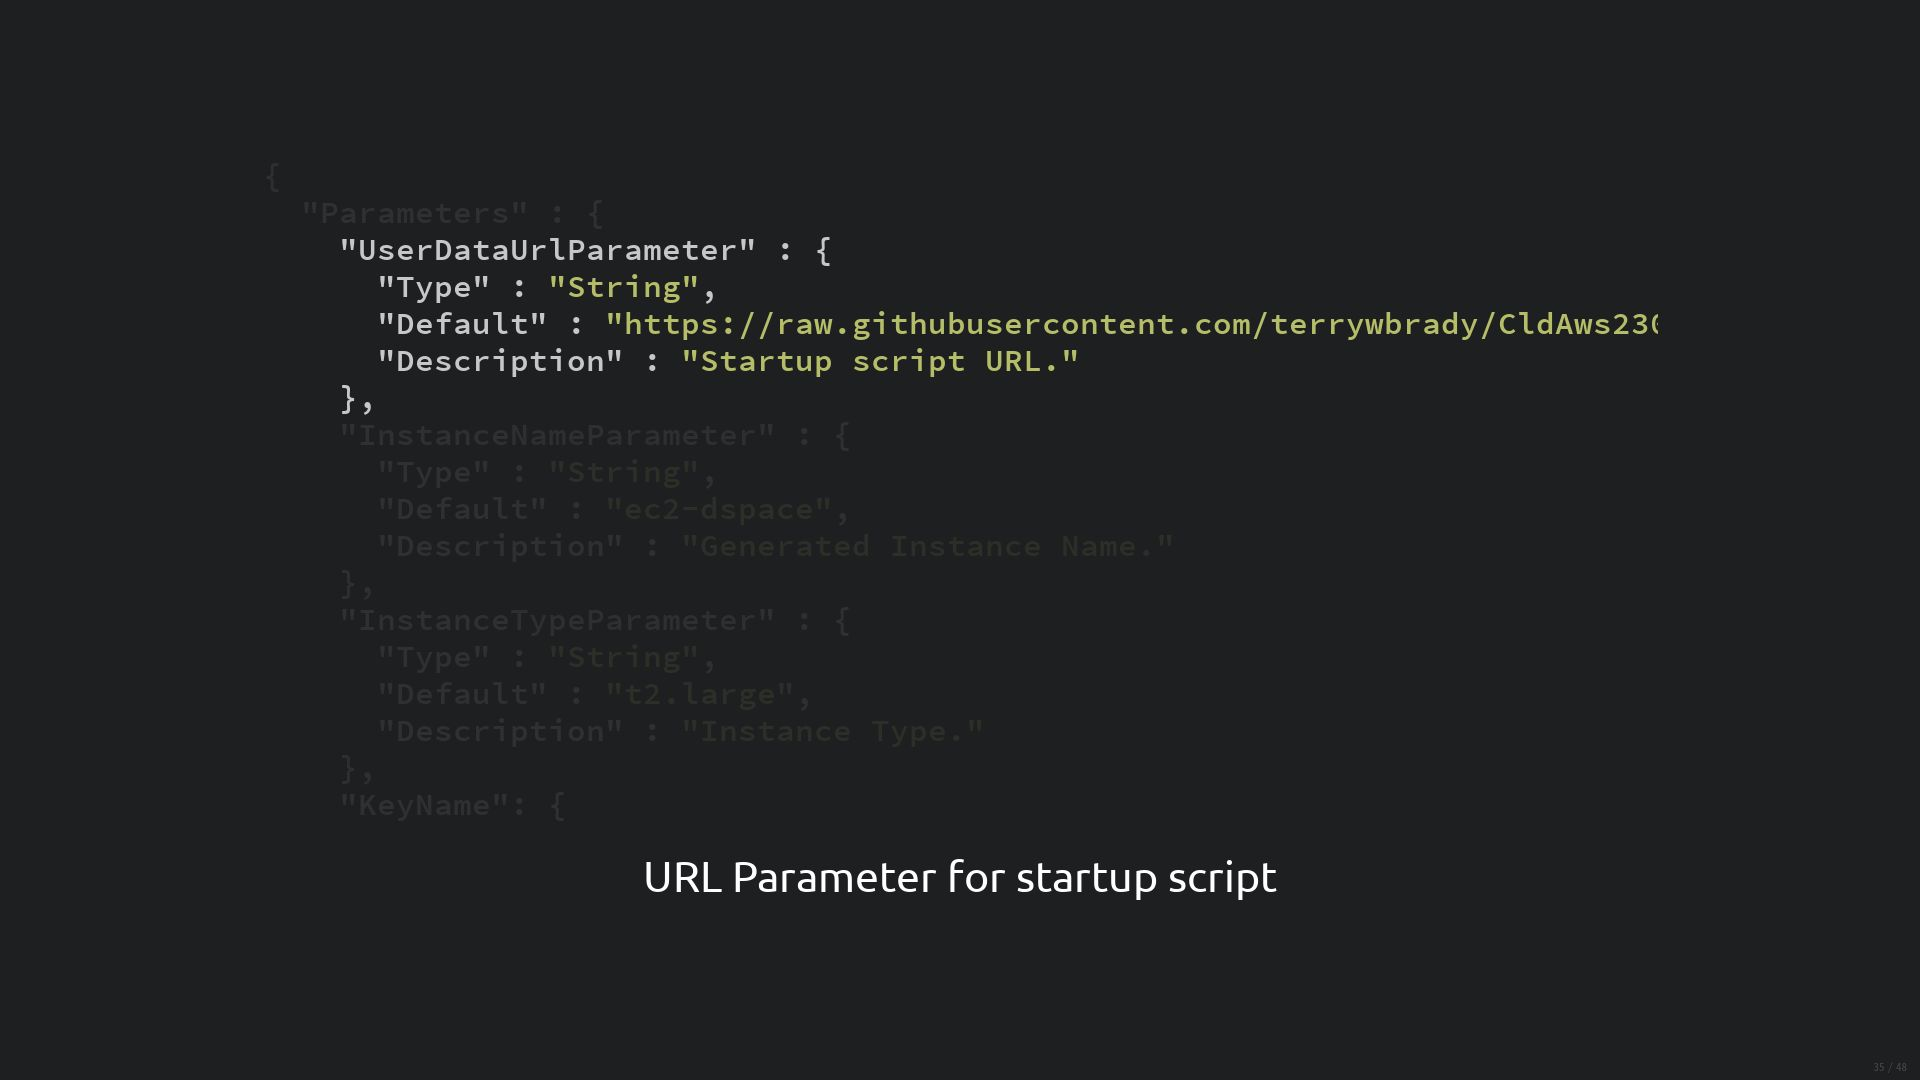 {
  "Parameters" : {
    "UserDataUrlParameter" : {
      "Type" : "String",
      "Default" : "https://raw.githubusercontent.com/terrywbrady/CldAws230
      "Description" : "Startup script URL."
    },
    "InstanceNameParameter" : {
      "Type" : "String",
      "Default" : "ec2-dspace",
      "Description" : "Generated Instance Name."
    },
    "InstanceTypeParameter" : {
      "Type" : "String",
      "Default" : "t2.large",
      "Description" : "Instance Type."
    },
    "KeyName": {
URL Parameter for startup script
35 / 48